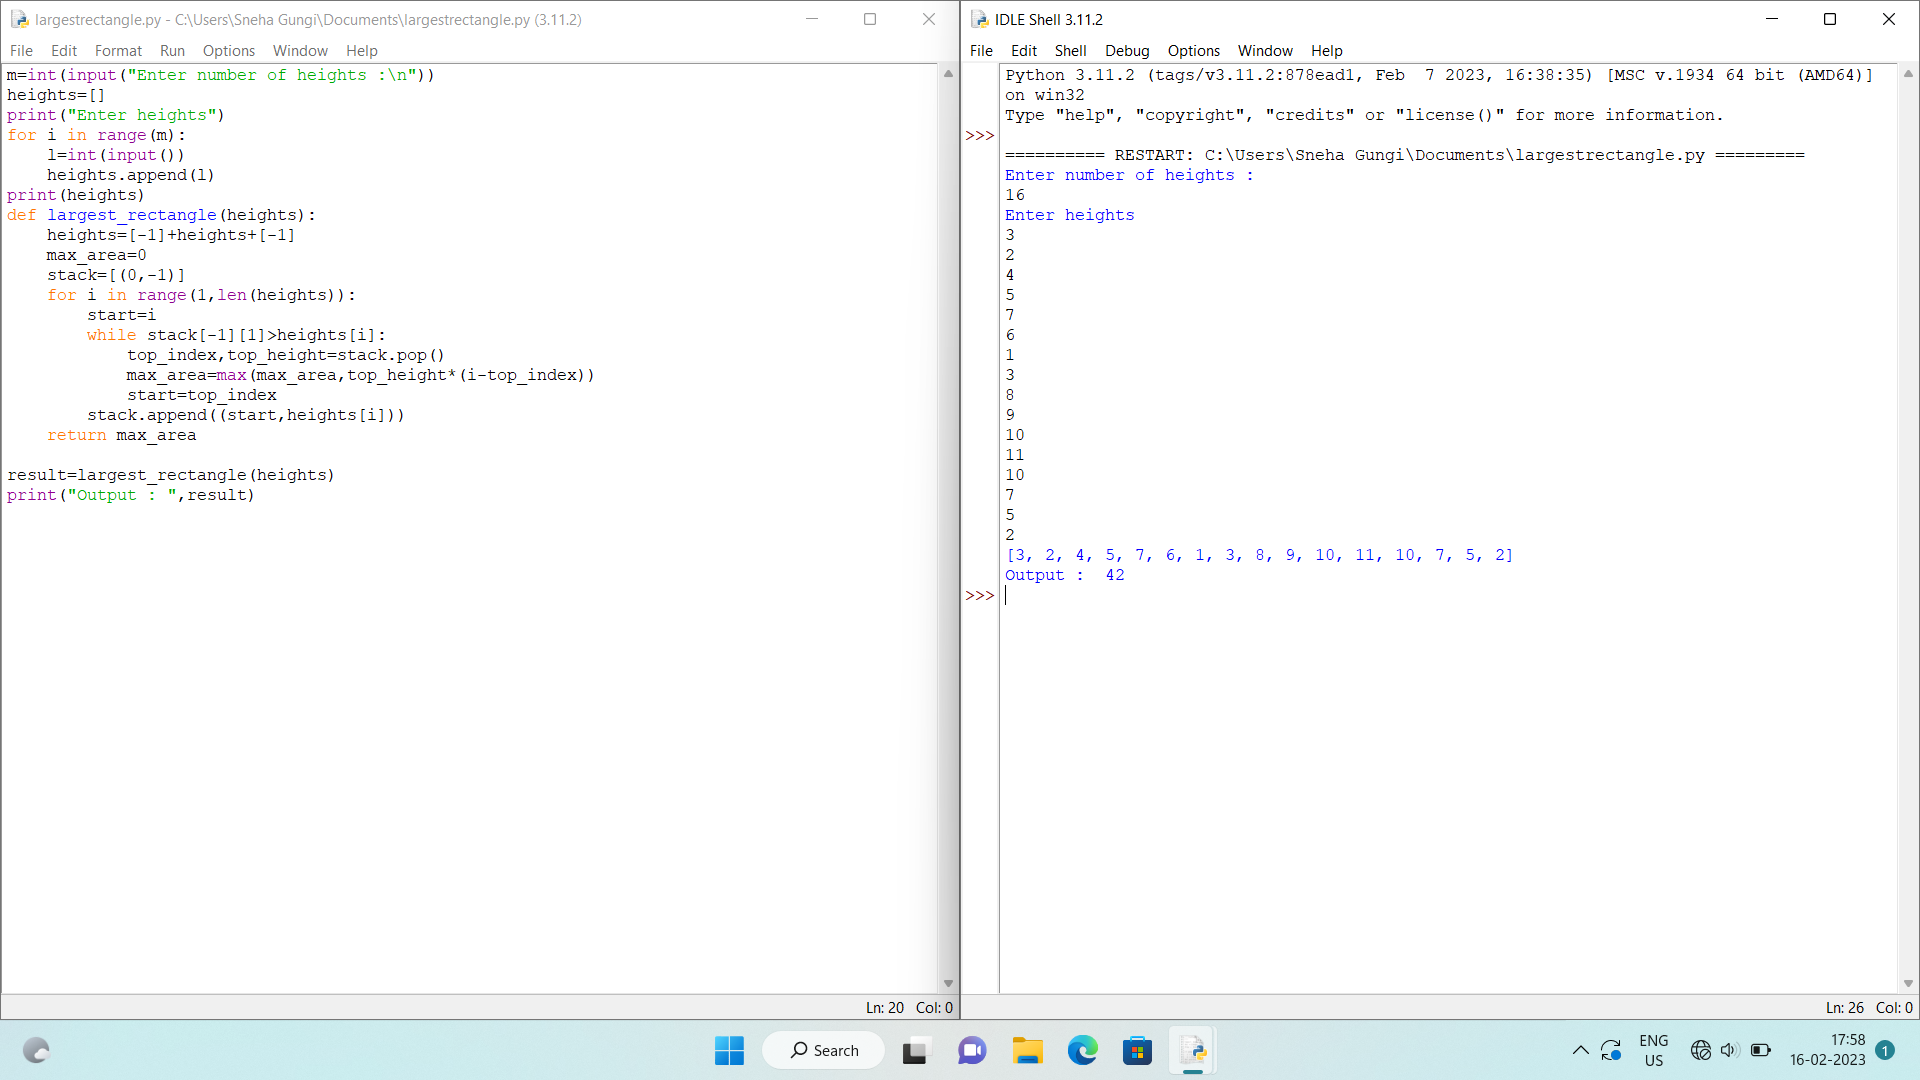 largestrectangle.py - C:\Users\Sneha Gungi\Documents\largestrectangle.py (3.11.2)
File Edit Format Run Options Window Help
m=int(input("Enter number of heights :\n"))
heights=[]
print("Enter heights")
for i in range(m):
    l=int(input())
    heights.append(l)
print(heights)
def largest_rectangle(heights):
    heights=[-1]+heights+[-1]
    max_area=0
    stack=[(0,-1)]
    for i in range(1,len(heights)):
        start=i
        while stack[-1][1]>heights[i]:
            top_index,top_height=stack.pop()
            max_area=max(max_area,top_height*(i-top_index))
            start=top_index
        stack.append((start,heights[i]))
    return max_area
result=largest_rectangle(heights)
print("Output : ",result)
Ln: 20 Col: 0
IDLE Shell 3.11.2
File Edit Shell Debug Options Window Help
Python 3.11.2 (tags/v3.11.2:878ead1, Feb  7 2023, 16:38:35) [MSC v.1934 64 bit (AMD64)]
on win32
Type "help", "copyright", "credits" or "license()" for more information.
>>>
========== RESTART: C:\Users\Sneha Gungi\Documents\largestrectangle.py =========
Enter number of heights :
16
Enter heights
3
2
4
5
7
6
1
3
8
9
10
11
10
7
5
2
[3, 2, 4, 5, 7, 6, 1, 3, 8, 9, 10, 11, 10, 7, 5, 2]
Output :  42
>>>
Ln: 26 Col: 0
Search
ENG
US
17:58
16-02-2023
1